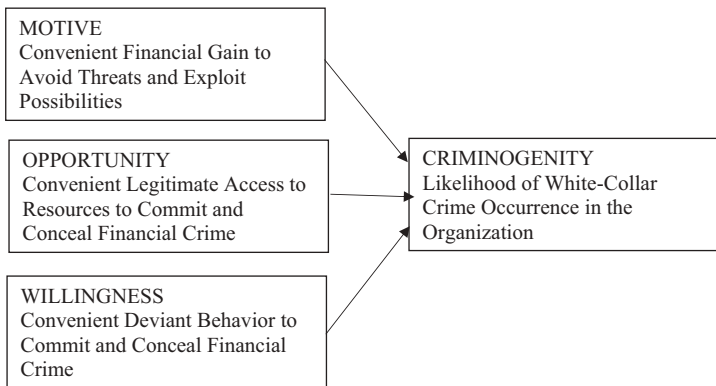 MOTIVE
Convenient Financial Gain to
Avoid Threats and Exploit
Possibilities
OPPORTUNITY
Convenient Legitimate Access to
Resources to Commit and
Conceal Financial Crime
WILLINGNESS
Convenient Deviant Behavior to
Commit and Conceal Financial
Crime
CRIMINOGENITY
Likelihood of White-Collar
Crime Occurrence in the
Organization